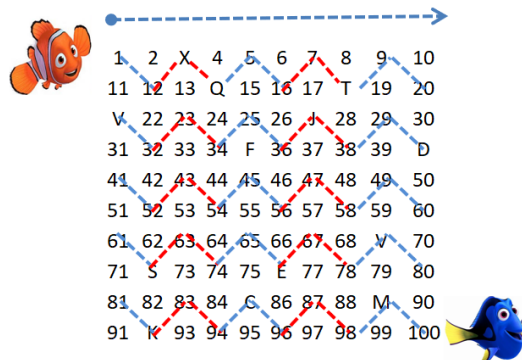 1 2 X 4 5 6 7 8 9 10
11 12 13 Q 15 16 17 T 19 20
V 22 23 24 25 26 J 28 29 30
31 32 33 34 F 36 37 38 39 D
41 42 43 44 45 46 47 48 49 50
51 52 53 54 55 56 57 58 59 60
61 62 63 64 65 66 67 68 V 70
71 S 73 74 75 E 77 78 79 80
81 82 83 84 G 86 87 88 M 90
91 K 93 94 95 96 97 98 99 100